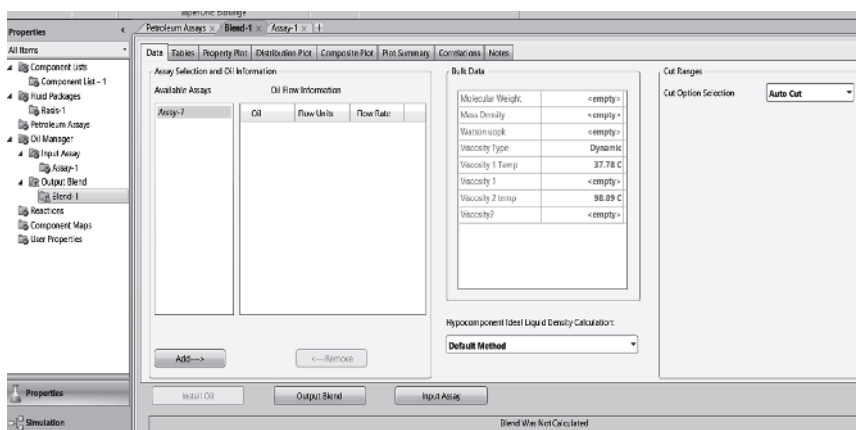 aspenONE Exchange
Properties
All Items
Component Lists
Component List - 1
Fluid Packages
Basis-1
Petroleum Assays
Oil Manager
Input Assay
Assay-1
Output Blend
Blend-1
Reactions
Component Maps
User Properties
Properties
Simulation
Petroleum Assays Blend-1 Assay-1 +
Data Tables Property Plot Distribution Plot Composite Plot Plot Summary Correlations Notes
Assay Selection and Oil Information
Available Assays Oil Flow Information
Oil Flow Units Flow Rate
Add--->
<---Remove
Bulk Data
Molecular Weight <empty>
Mass Density <empty>
Watson uopk <empty>
Viscosity Type Dynamic
Viscosity 1 Temp 37.78 C
Viscosity 1 <empty>
Viscosity 2 temp 98.89 C
Viscosity2 <empty>
Hypocomponent Ideal Liquid Density Calculation:
Default Method
Cut Ranges
Cut Option Selection Auto Cut
Install Oil Output Blend Input Assay
Blend Was Not Calculated